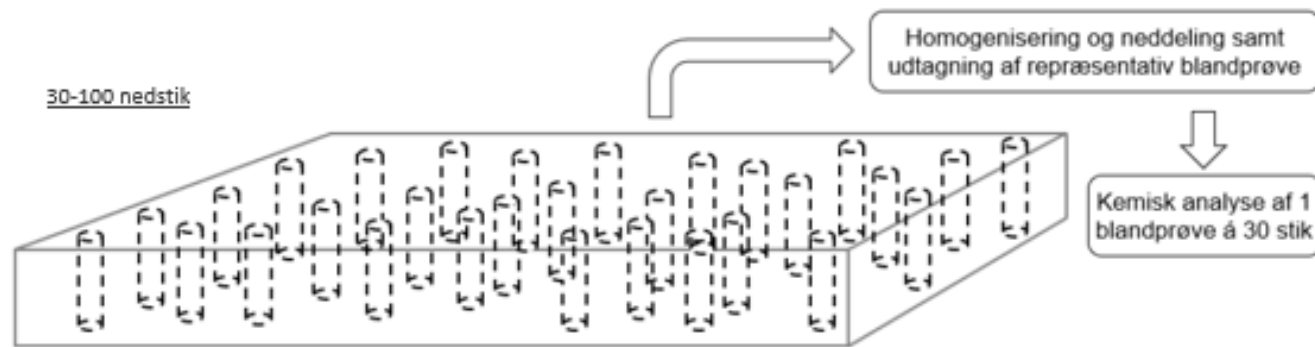 Homogenisering og neddeling samt
udtagning af repræsentativ blandprøve
30-100 nedstik
Kemisk analyse af 1
blandprøve á 30 stik